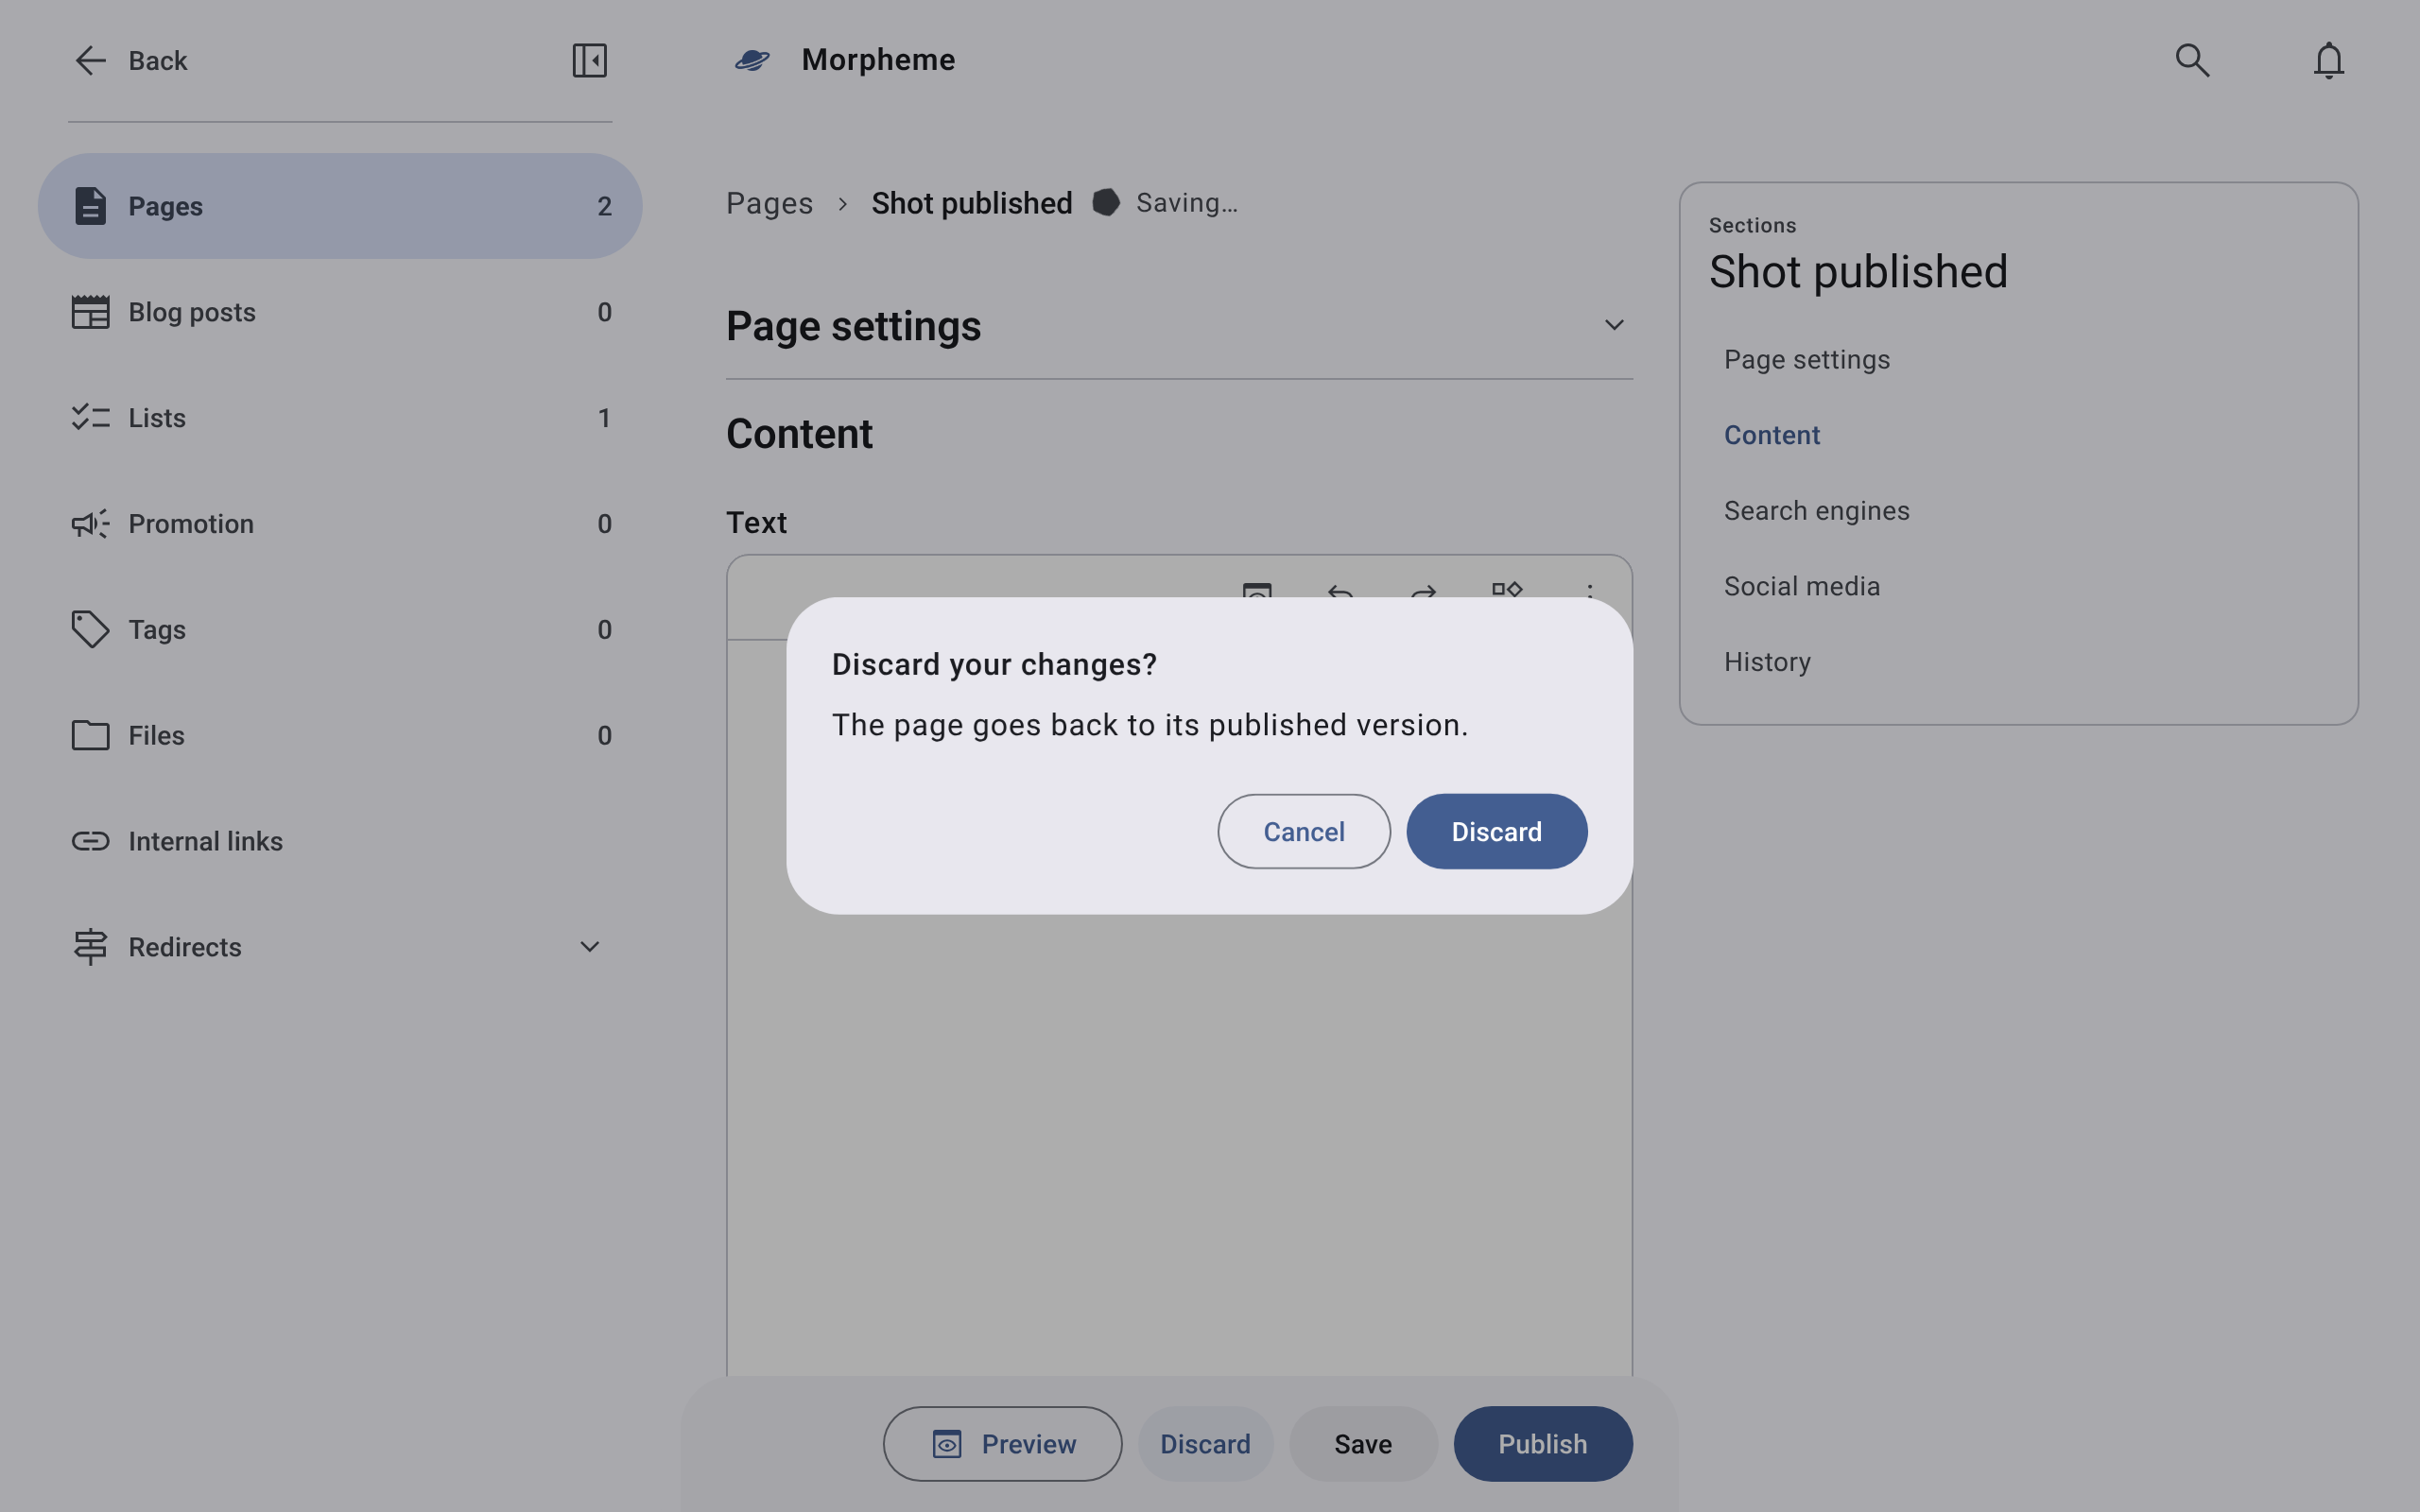 Back
Morpheme
Pages 2
Blog posts 0
Lists 1
Promotion 0
Tags 0
Files 0
Internal links
Redirects
Pages › Shot published Saving…
Page settings
Content
Text
Discard your changes?
The page goes back to its published version.
Cancel Discard
Preview Discard Save Publish
Sections
Shot published
Page settings
Content
Search engines
Social media
History